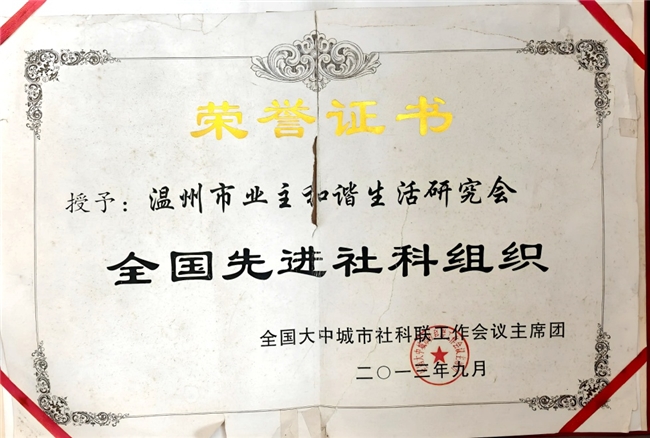 荣誉证书
授予：温州市业主和谐生活研究会
全国先进社科组织
全国大中城市社科联工作会议主席团
二〇一三年九月